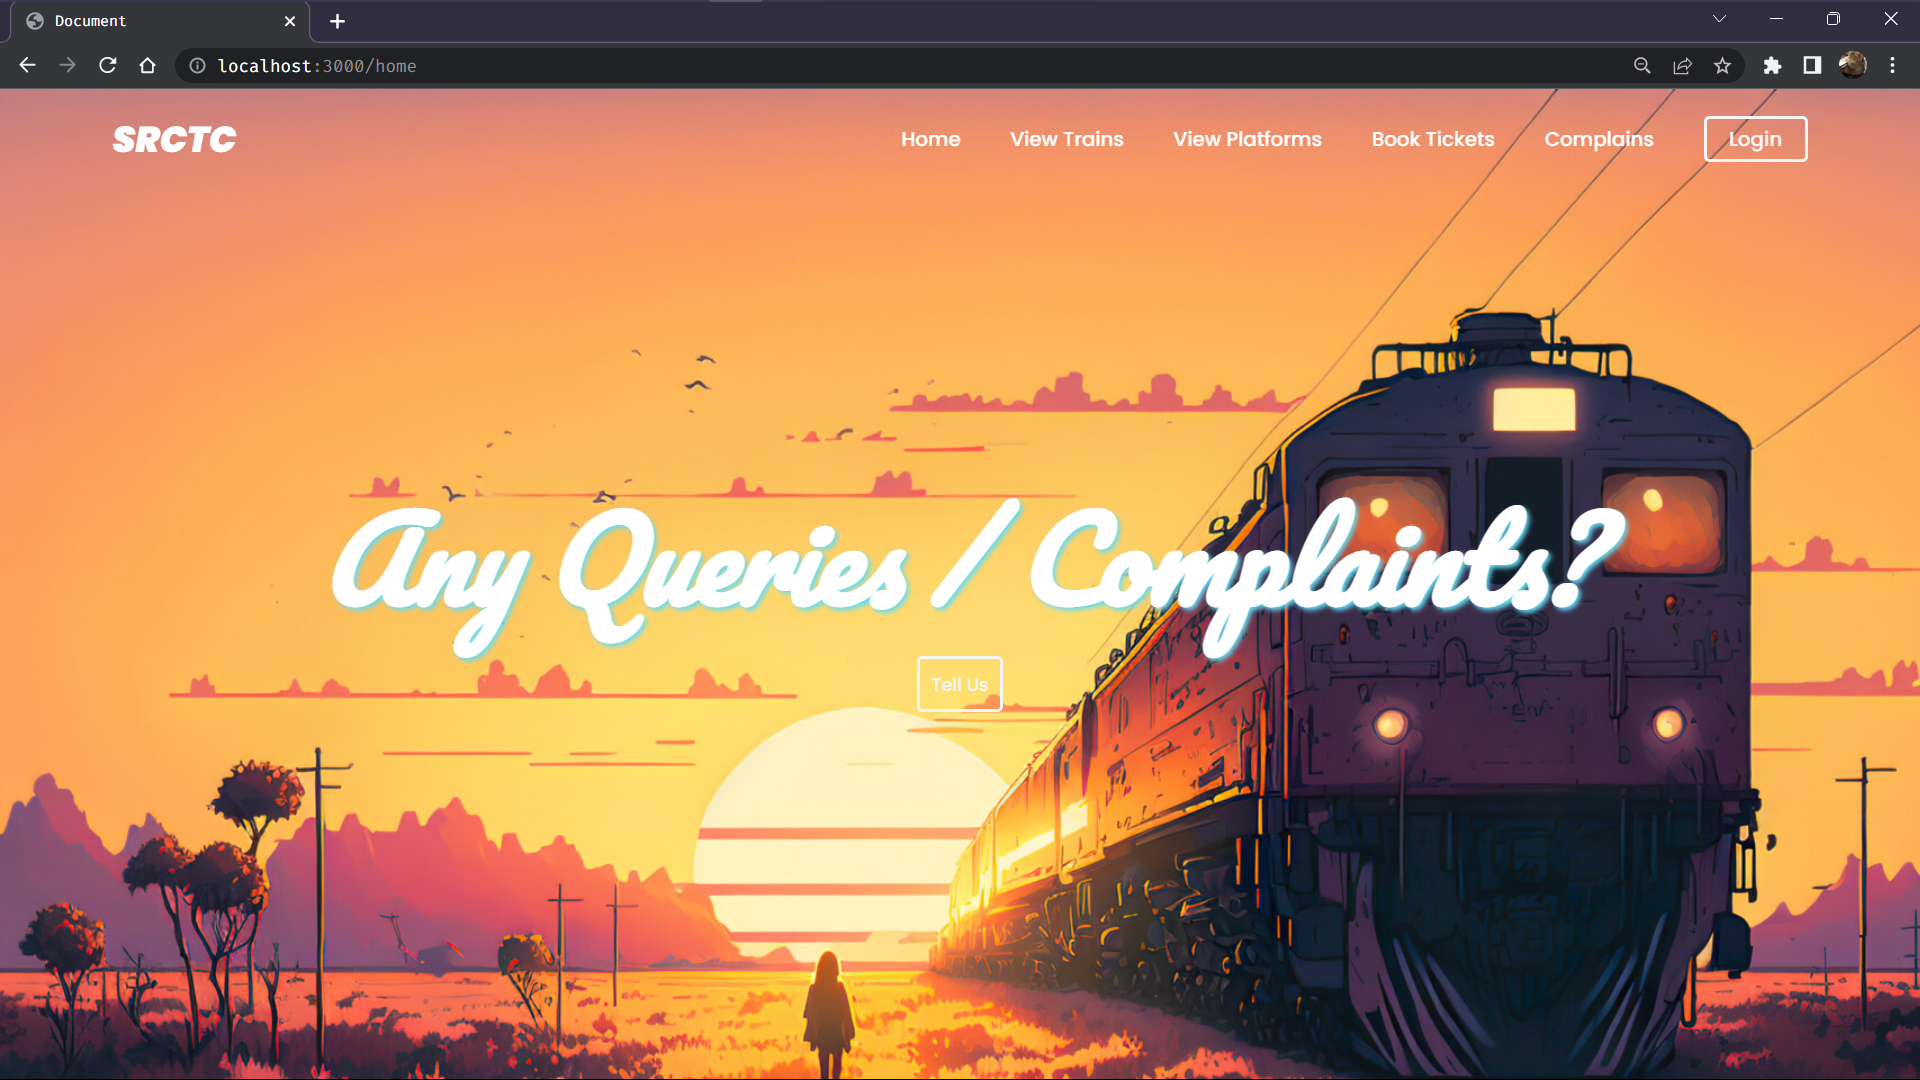 Document
localhost:3000/home
SRCTC
Home View Trains View Platforms Book Tickets Complains Login
Any Queries / Complaints?
Tell Us